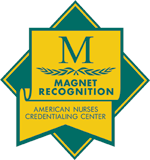 M
MAGNET
RECOGNITION
AMERICAN NURSES
CREDENTIALING CENTER